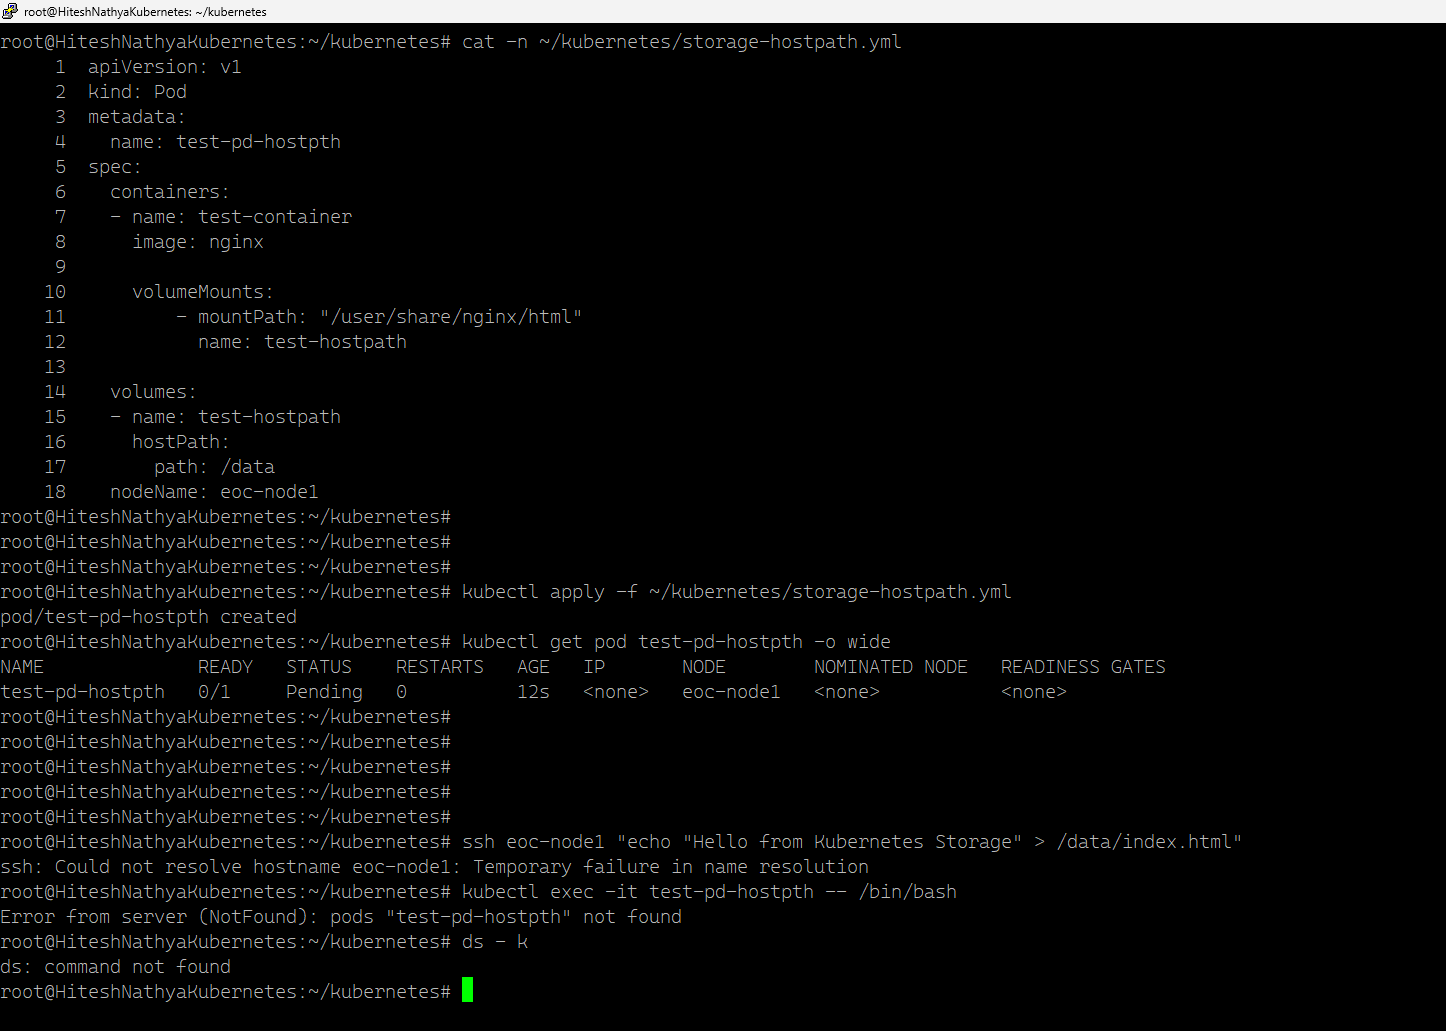 root@HiteshNathyaKubernetes: ~/kubernetes
root@HiteshNathyaKubernetes:~/kubernetes# cat -n ~/kubernetes/storage-hostpath.yml
     1  apiVersion: v1
     2  kind: Pod
     3  metadata:
     4    name: test-pd-hostpth
     5  spec:
     6    containers:
     7    - name: test-container
     8      image: nginx
     9
    10      volumeMounts:
    11          - mountPath: "/user/share/nginx/html"
    12            name: test-hostpath
    13
    14    volumes:
    15    - name: test-hostpath
    16      hostPath:
    17        path: /data
    18    nodeName: eoc-node1
root@HiteshNathyaKubernetes:~/kubernetes#
root@HiteshNathyaKubernetes:~/kubernetes#
root@HiteshNathyaKubernetes:~/kubernetes#
root@HiteshNathyaKubernetes:~/kubernetes# kubectl apply -f ~/kubernetes/storage-hostpath.yml
pod/test-pd-hostpth created
root@HiteshNathyaKubernetes:~/kubernetes# kubectl get pod test-pd-hostpth -o wide
NAME              READY   STATUS    RESTARTS   AGE   IP       NODE        NOMINATED NODE   READINESS GATES
test-pd-hostpth   0/1     Pending   0          12s   <none>   eoc-node1   <none>           <none>
root@HiteshNathyaKubernetes:~/kubernetes#
root@HiteshNathyaKubernetes:~/kubernetes#
root@HiteshNathyaKubernetes:~/kubernetes#
root@HiteshNathyaKubernetes:~/kubernetes#
root@HiteshNathyaKubernetes:~/kubernetes#
root@HiteshNathyaKubernetes:~/kubernetes# ssh eoc-node1 "echo "Hello from Kubernetes Storage" > /data/index.html"
ssh: Could not resolve hostname eoc-node1: Temporary failure in name resolution
root@HiteshNathyaKubernetes:~/kubernetes# kubectl exec -it test-pd-hostpth -- /bin/bash
Error from server (NotFound): pods "test-pd-hostpth" not found
root@HiteshNathyaKubernetes:~/kubernetes# ds - k
ds: command not found
root@HiteshNathyaKubernetes:~/kubernetes#